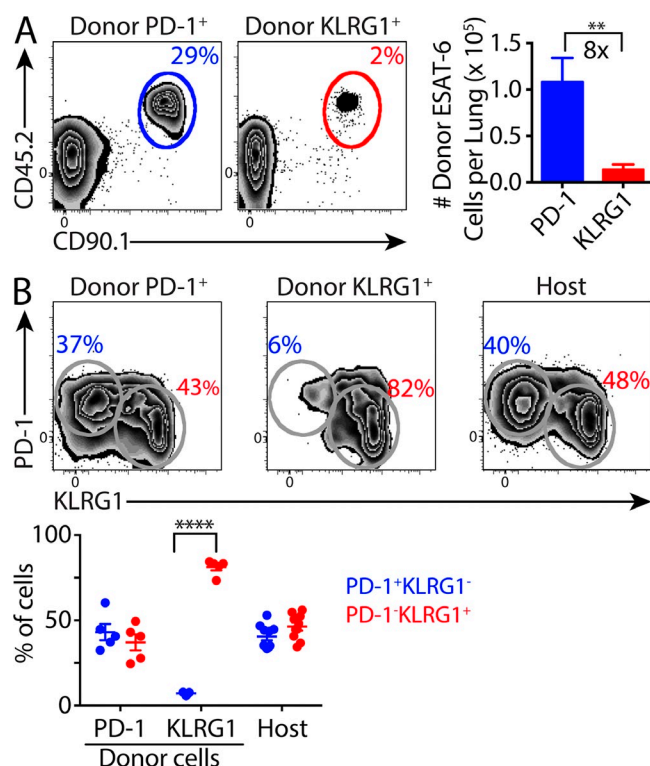 A
Donor PD-1+
Donor KLRG1+
29%
2%
CD45.2
0
0
0
CD90.1
# Donor ESAT-6
Cells per Lung (x 10⁵)
1.5
1.0
0.5
0.0
**
8x
PD-1
KLRG1
B
Donor PD-1+
Donor KLRG1+
Host
37%
43%
6%
82%
40%
48%
PD-1
0
0
0
0
KLRG1
% of cells
100
50
0
****
PD-1+KLRG1-
PD-1-KLRG1+
PD-1
KLRG1
Host
Donor cells